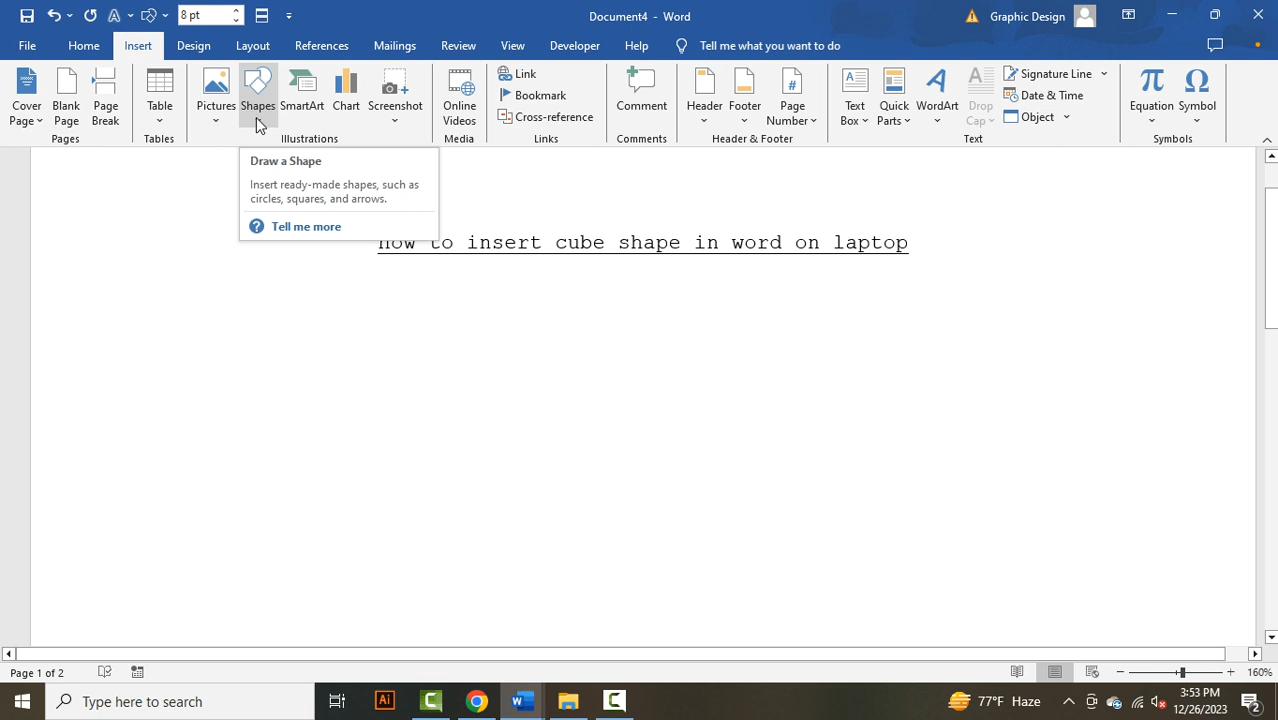 8 pt
Document4 - Word
Graphic Design
File Home Insert Design Layout References Mailings Review View Developer Help Tell me what you want to do
Cover Page
Blank Page
Page Break
Table
Pictures
Shapes
SmartArt
Chart
Screenshot
Online Videos
Link
Bookmark
Cross-reference
Comment
Header
Footer
Page Number
Text Box
Quick Parts
WordArt
Drop Cap
Signature Line
Date & Time
Object
Equation
Symbol
Pages Tables Illustrations Media Links Comments Header & Footer Text Symbols
Draw a Shape
Insert ready-made shapes, such as
circles, squares, and arrows.
Tell me more
How to insert cube shape in word on laptop
Page 1 of 2
160%
Type here to search
Ai
77°F Haze
3:53 PM
12/26/2023
2